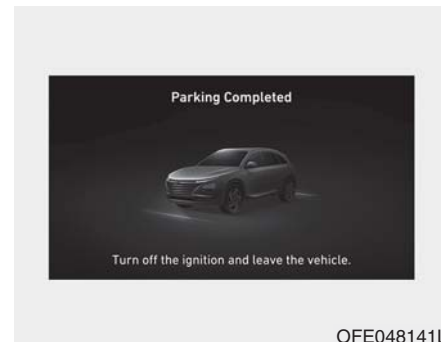 Parking Completed
Turn off the ignition and leave the vehicle.
OFE048141L